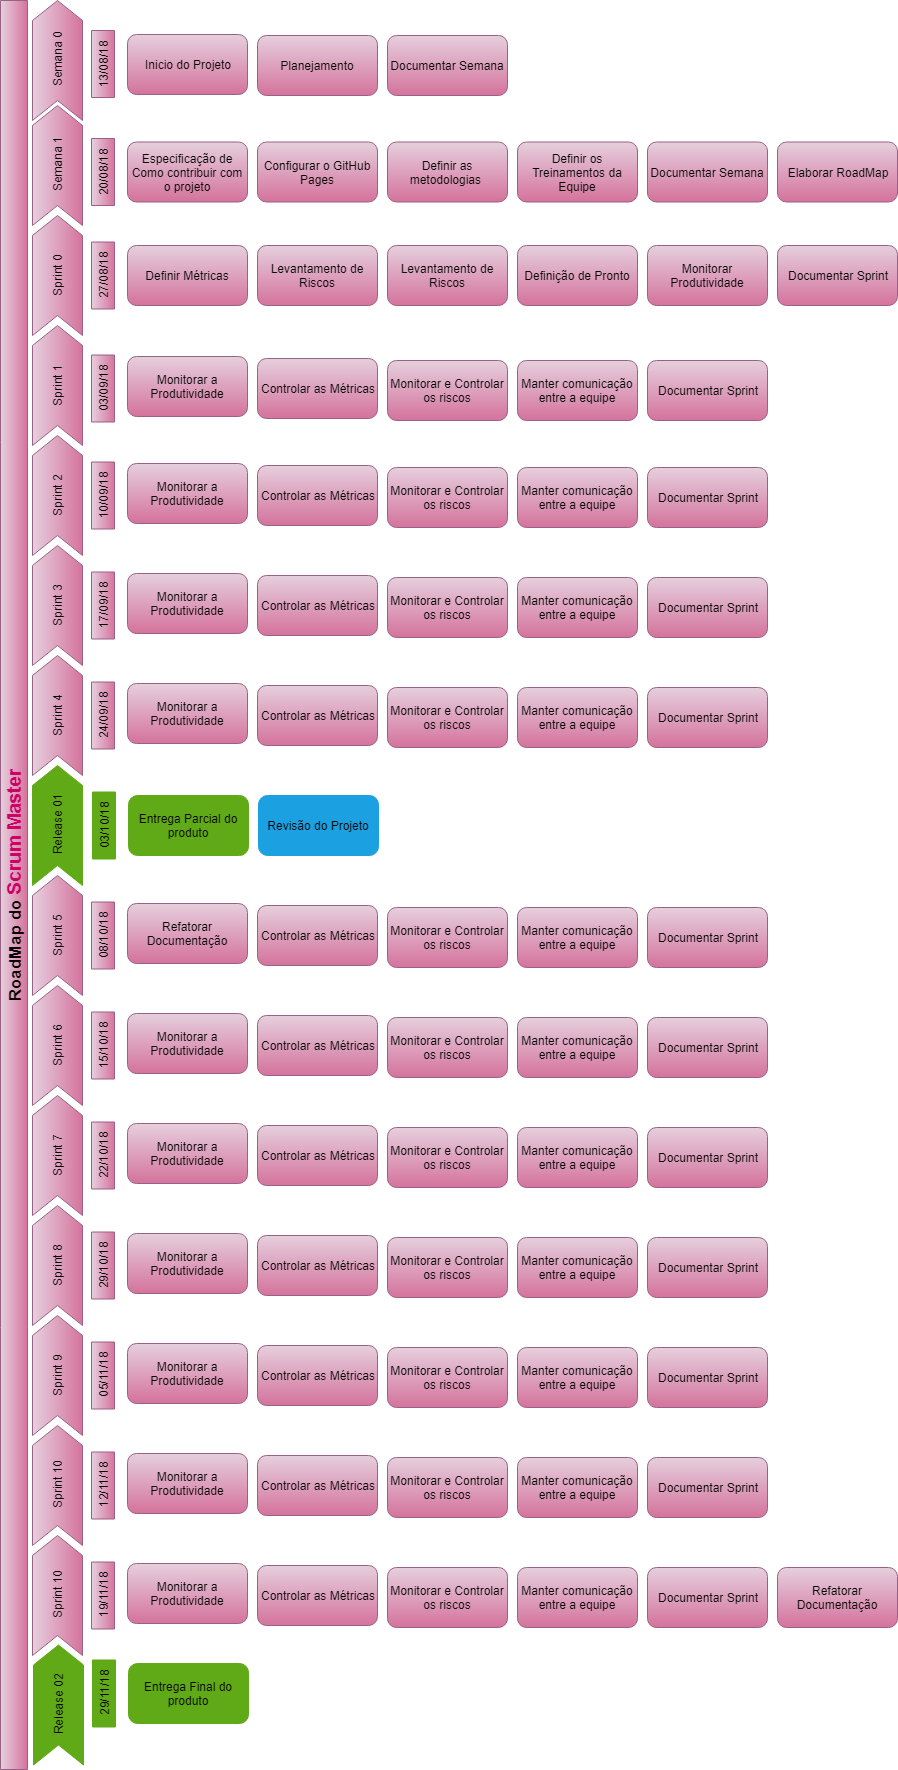 RoadMap do Scrum Master
Semana 0
13/08/18
Inicio do Projeto
Planejamento
Documentar Semana
Semana 1
20/08/18
Especificação de
Como contribuir com
o projeto
Configurar o GitHub
Pages
Definir as
metodologias
Definir os
Treinamentos da
Equipe
Documentar Semana
Elaborar RoadMap
Sprint 0
27/08/18
Definir Métricas
Levantamento de
Riscos
Levantamento de
Riscos
Definição de Pronto
Monitorar
Produtividade
Documentar Sprint
Sprint 1
03/09/18
Monitorar a
Produtividade
Controlar as Métricas
Monitorar e Controlar
os riscos
Manter comunicação
entre a equipe
Documentar Sprint
Sprint 2
10/09/18
Monitorar a
Produtividade
Controlar as Métricas
Monitorar e Controlar
os riscos
Manter comunicação
entre a equipe
Documentar Sprint
Sprint 3
17/09/18
Monitorar a
Produtividade
Controlar as Métricas
Monitorar e Controlar
os riscos
Manter comunicação
entre a equipe
Documentar Sprint
Sprint 4
24/09/18
Monitorar a
Produtividade
Controlar as Métricas
Monitorar e Controlar
os riscos
Manter comunicação
entre a equipe
Documentar Sprint
Release 01
03/10/18
Entrega Parcial do
produto
Revisão do Projeto
Sprint 5
08/10/18
Refatorar
Documentação
Controlar as Métricas
Monitorar e Controlar
os riscos
Manter comunicação
entre a equipe
Documentar Sprint
Sprint 6
15/10/18
Monitorar a
Produtividade
Controlar as Métricas
Monitorar e Controlar
os riscos
Manter comunicação
entre a equipe
Documentar Sprint
Sprint 7
22/10/18
Monitorar a
Produtividade
Controlar as Métricas
Monitorar e Controlar
os riscos
Manter comunicação
entre a equipe
Documentar Sprint
Sprint 8
29/10/18
Monitorar a
Produtividade
Controlar as Métricas
Monitorar e Controlar
os riscos
Manter comunicação
entre a equipe
Documentar Sprint
Sprint 9
05/11/18
Monitorar a
Produtividade
Controlar as Métricas
Monitorar e Controlar
os riscos
Manter comunicação
entre a equipe
Documentar Sprint
Sprint 10
12/11/18
Monitorar a
Produtividade
Controlar as Métricas
Monitorar e Controlar
os riscos
Manter comunicação
entre a equipe
Documentar Sprint
Sprint 10
19/11/18
Monitorar a
Produtividade
Controlar as Métricas
Monitorar e Controlar
os riscos
Manter comunicação
entre a equipe
Documentar Sprint
Refatorar
Documentação
Release 02
29/11/18
Entrega Final do
produto